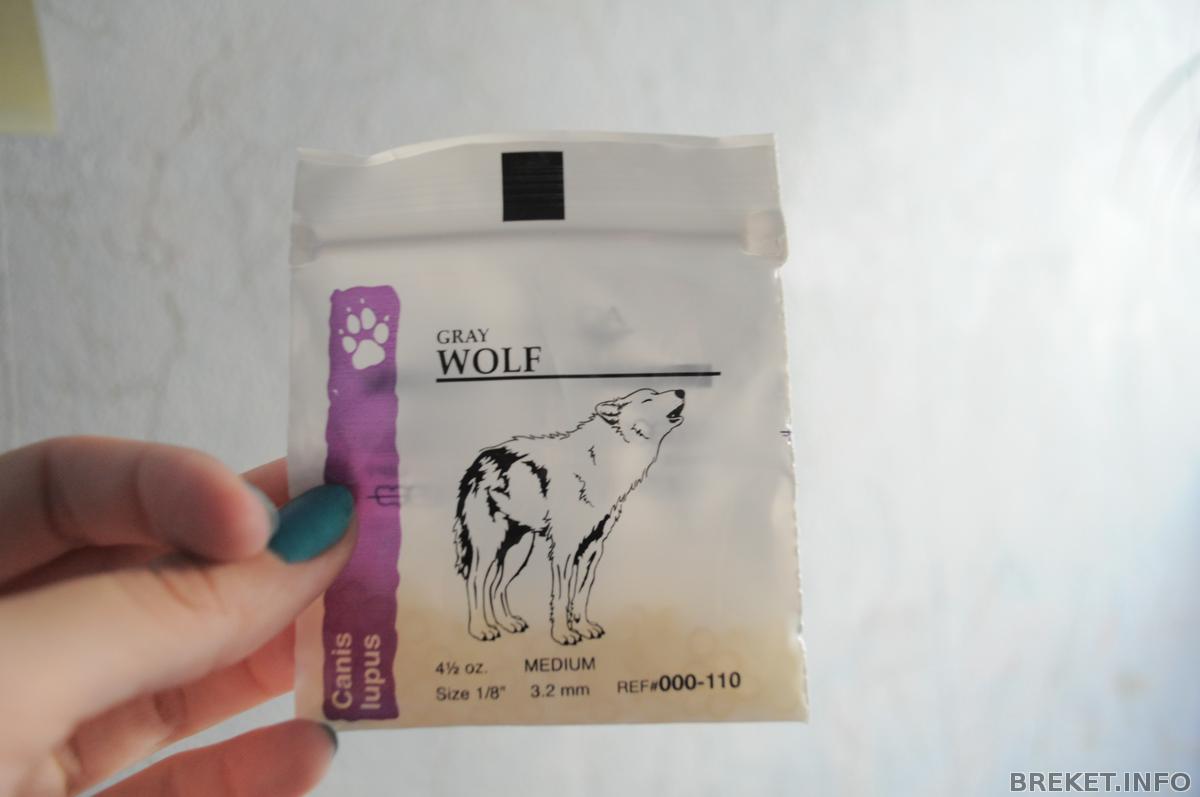 GRAY
WOLF
Canis
lupus
4½ oz. MEDIUM
Size 1/8" 3.2 mm REF#000-110
BREKET.INFO